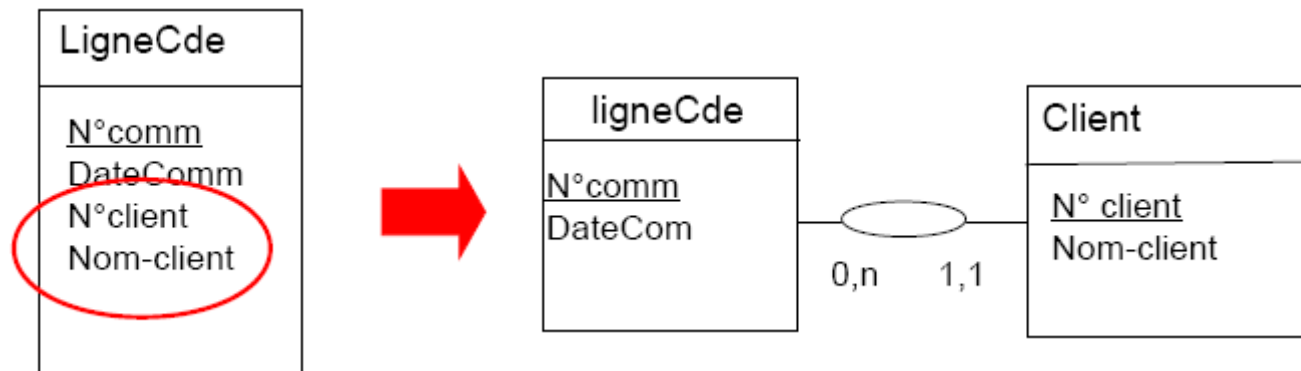 LigneCde
N°comm
DateComm
N°client
Nom-client
ligneCde
N°comm
DateCom
0,n
1,1
Client
N° client
Nom-client